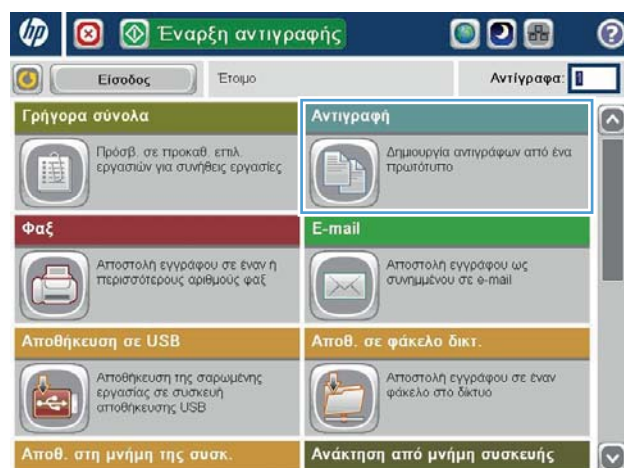 hp
Έναρξη αντιγραφής
?
Είσοδος
Έτοιμο
Αντίγραφα: 1
Γρήγορα σύνολα
Πρόσβ. σε προκαθ. επιλ.
εργασιών για συνήθεις εργασίες
Αντιγραφή
Δημιουργία αντιγράφων από ένα
πρωτότυπο
Φαξ
Αποστολή εγγράφου σε έναν ή
περισσότερους αριθμούς φαξ
E-mail
Αποστολή εγγράφου ως
συνημμένου σε e-mail
Αποθήκευση σε USB
Αποθήκευση της σαρωμένης
εργασίας σε συσκευή
αποθήκευσης USB
Αποθ. σε φάκελο δικτ.
Αποστολή εγγράφου σε έναν
φάκελο στο δίκτυο
Αποθ. στη μνήμη της συσκ.
Ανάκτηση από μνήμη συσκευής